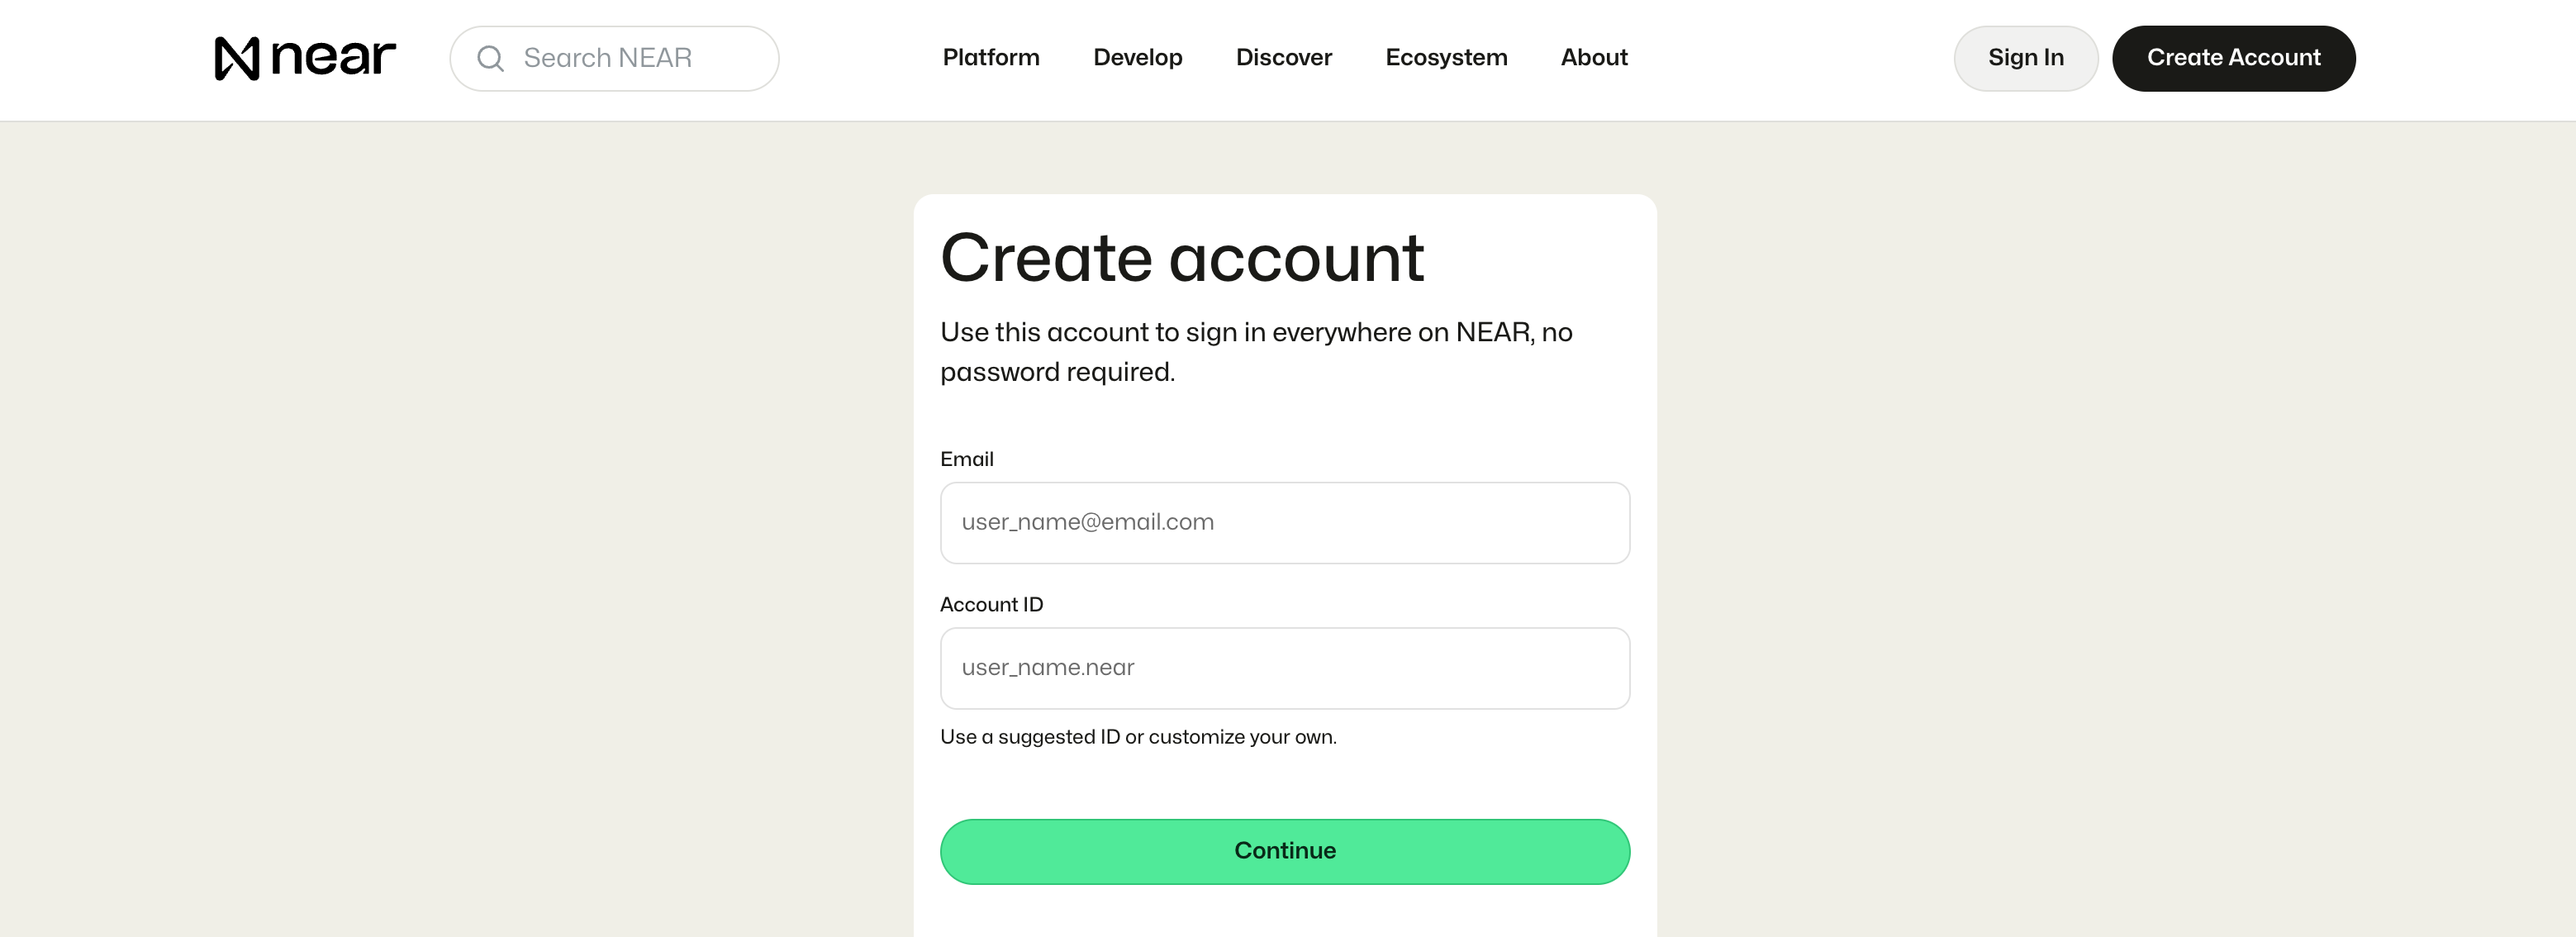 near
Search NEAR
Platform
Develop
Discover
Ecosystem
About
Sign In
Create Account
Create account
Use this account to sign in everywhere on NEAR, no
password required.
Email
user_name@email.com
Account ID
user_name.near
Use a suggested ID or customize your own.
Continue